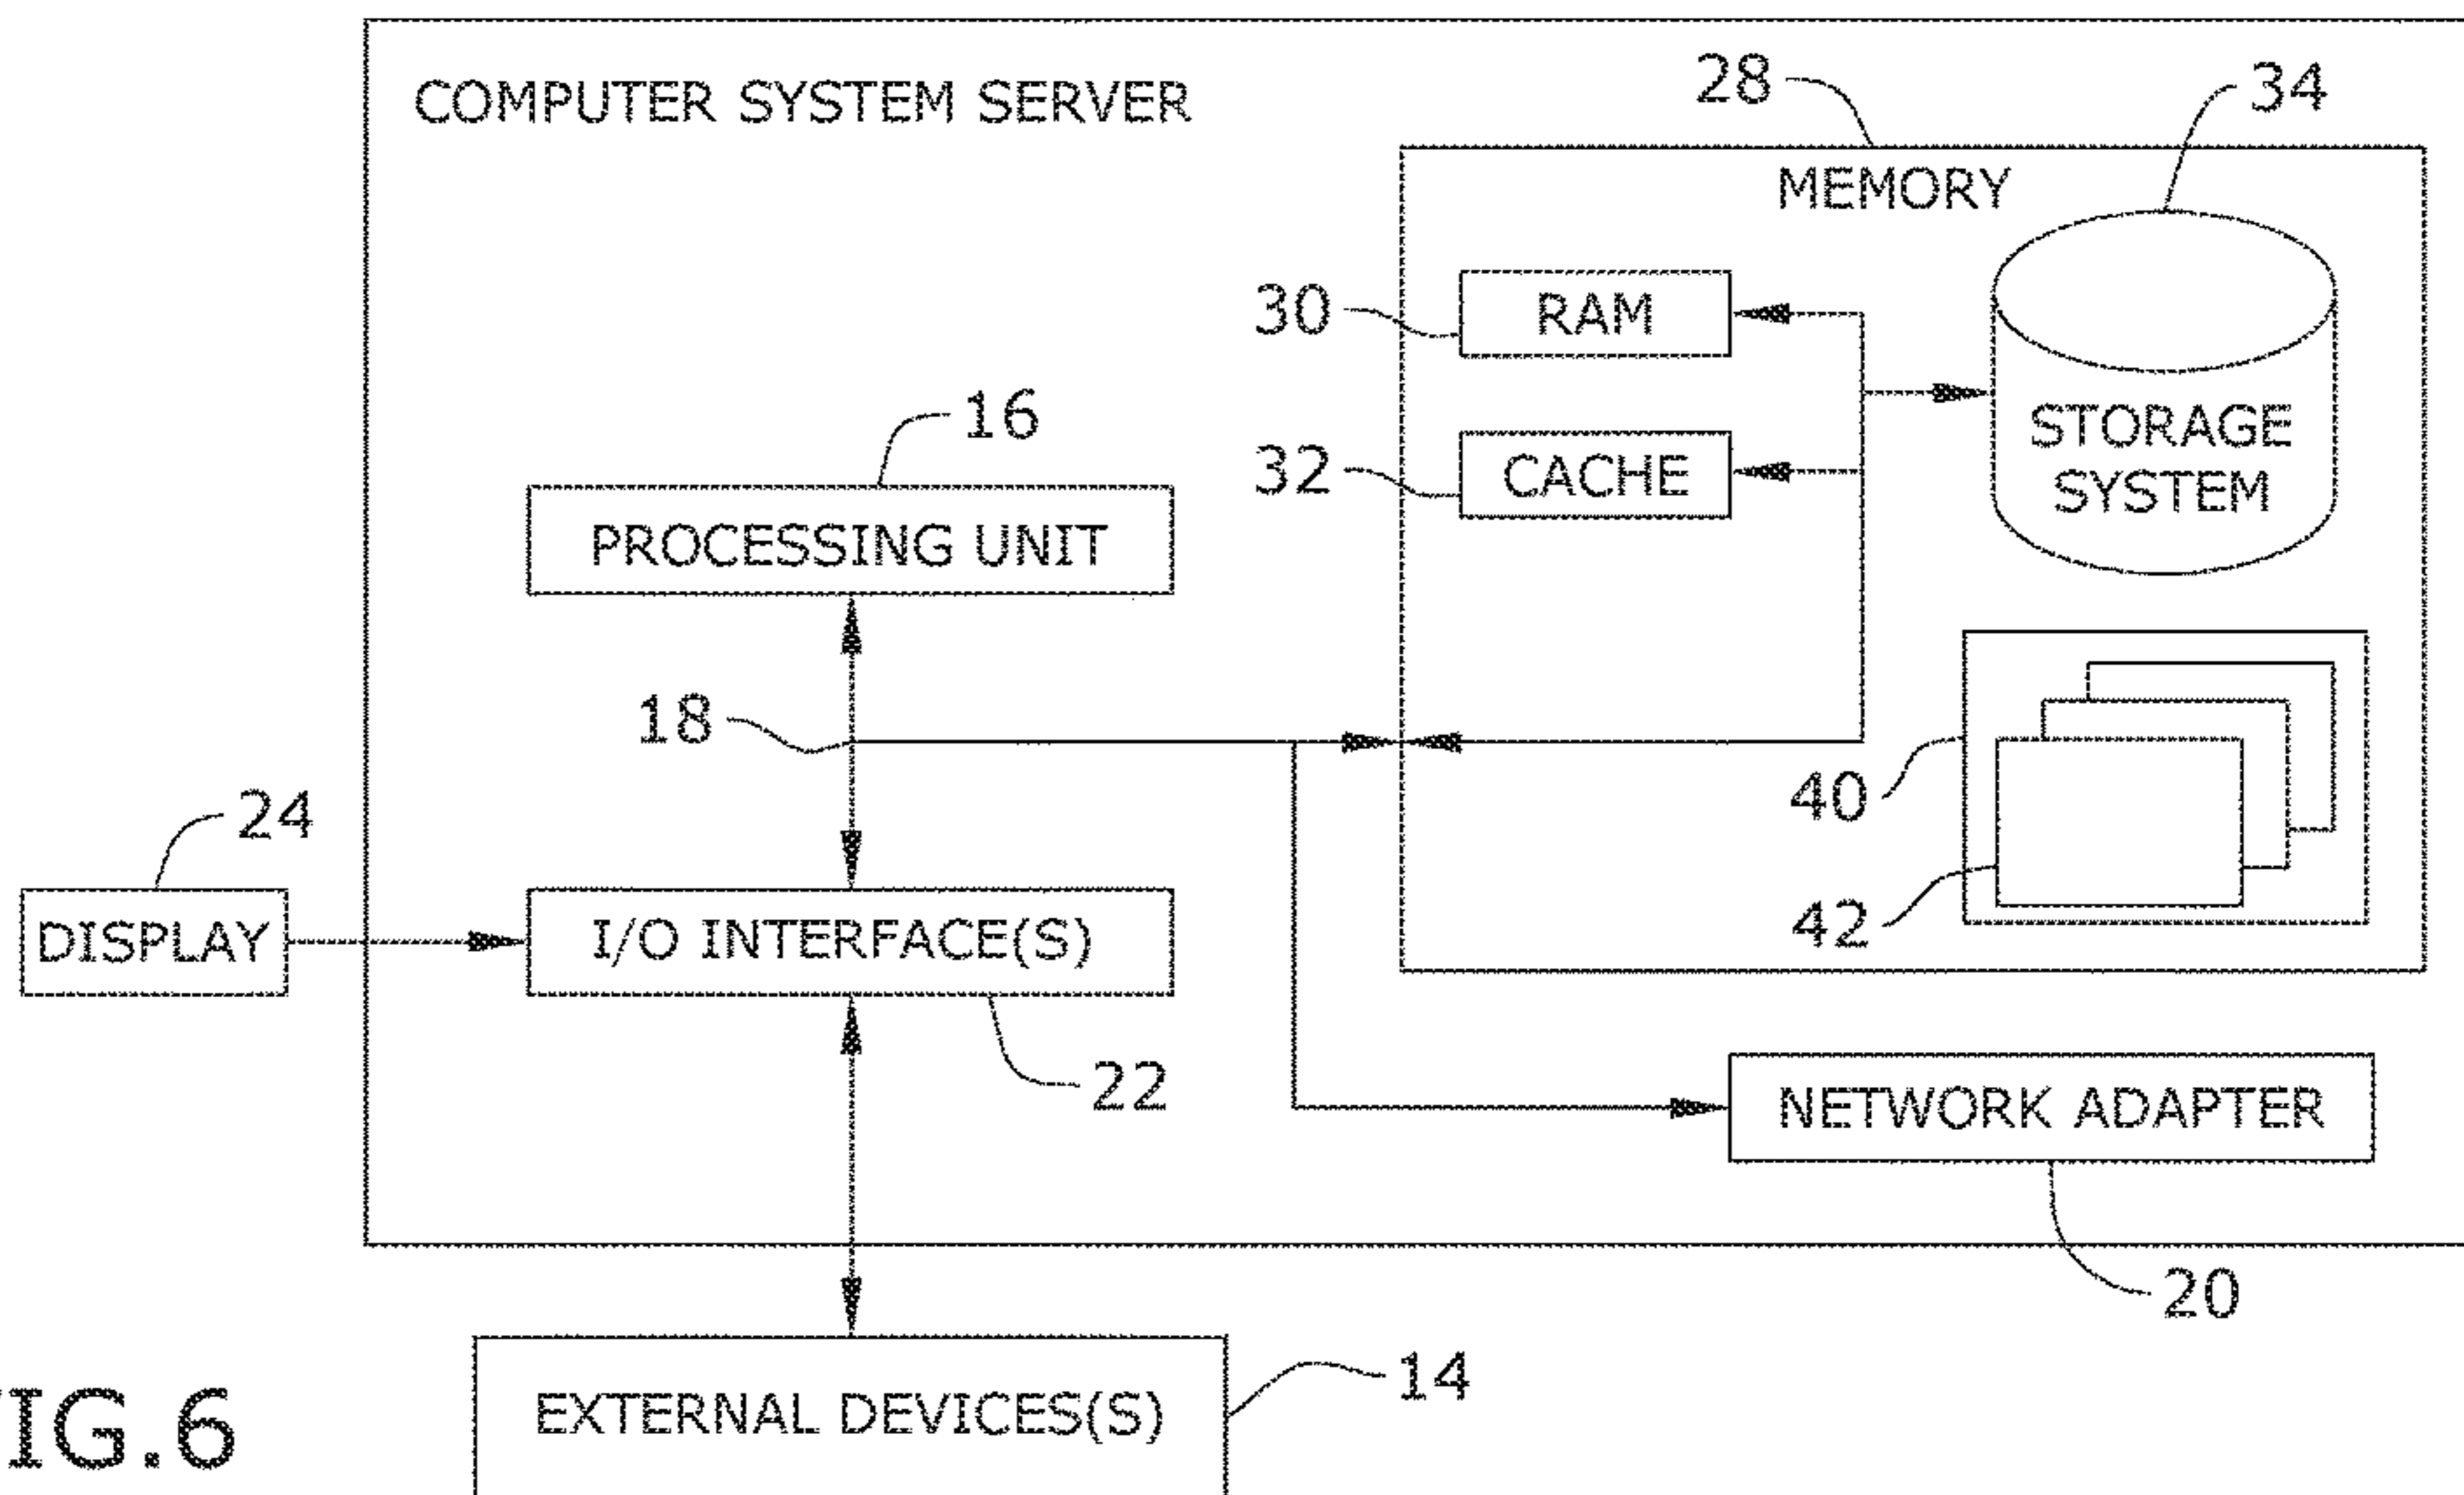 COMPUTER SYSTEM SERVER
28
34
MEMORY
30
RAM
16
32
CACHE
STORAGE
SYSTEM
PROCESSING UNIT
18
24
40
DISPLAY
I/O INTERFACE(S)
42
22
NETWORK ADAPTER
20
14
EXTERNAL DEVICES(S)
IG.6